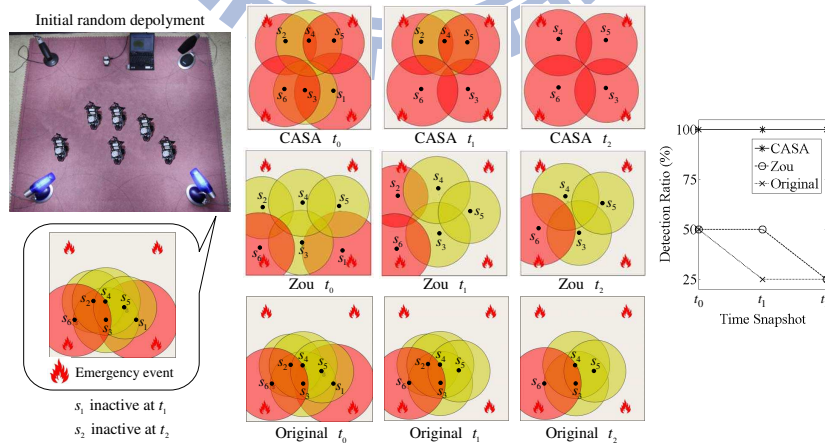 Initial random depolyment
s2 s4 s5
s6 s3 s1
CASA t0
s2 s4 s5
s6 s3
CASA t1
s4 s5
s6 s3
CASA t2
s2 s4 s5
s6 s3 s1
Zou t0
s2 s4
s5
s6 s3
Zou t1
s4 s5
s6 s3
Zou t2
s2 s4 s5
s6 s3 s1
Original t0
s2 s4 s5
s6 s3
Original t1
s4 s5
s6 s3
Original t2
s2 s4 s5
s6 s3 s1
Emergency event
s1 inactive at t1
s2 inactive at t2
Detection Ratio (%)
100
75
50
25
CASA
Zou
Original
t0 t1
Time Snapshot